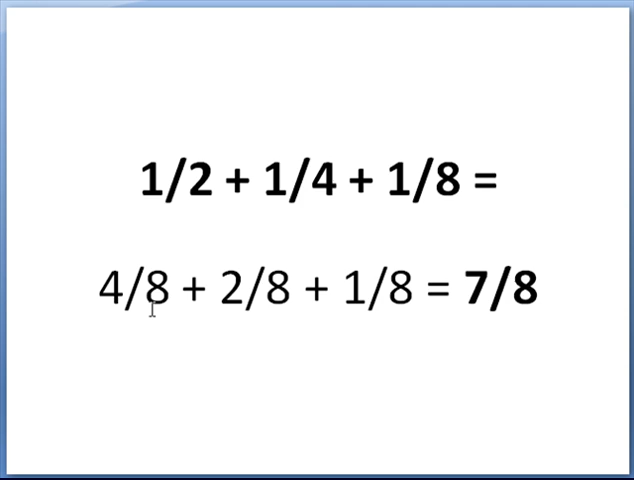 1/2 + 1/4 + 1/8 =
4/8 + 2/8 + 1/8 = 7/8